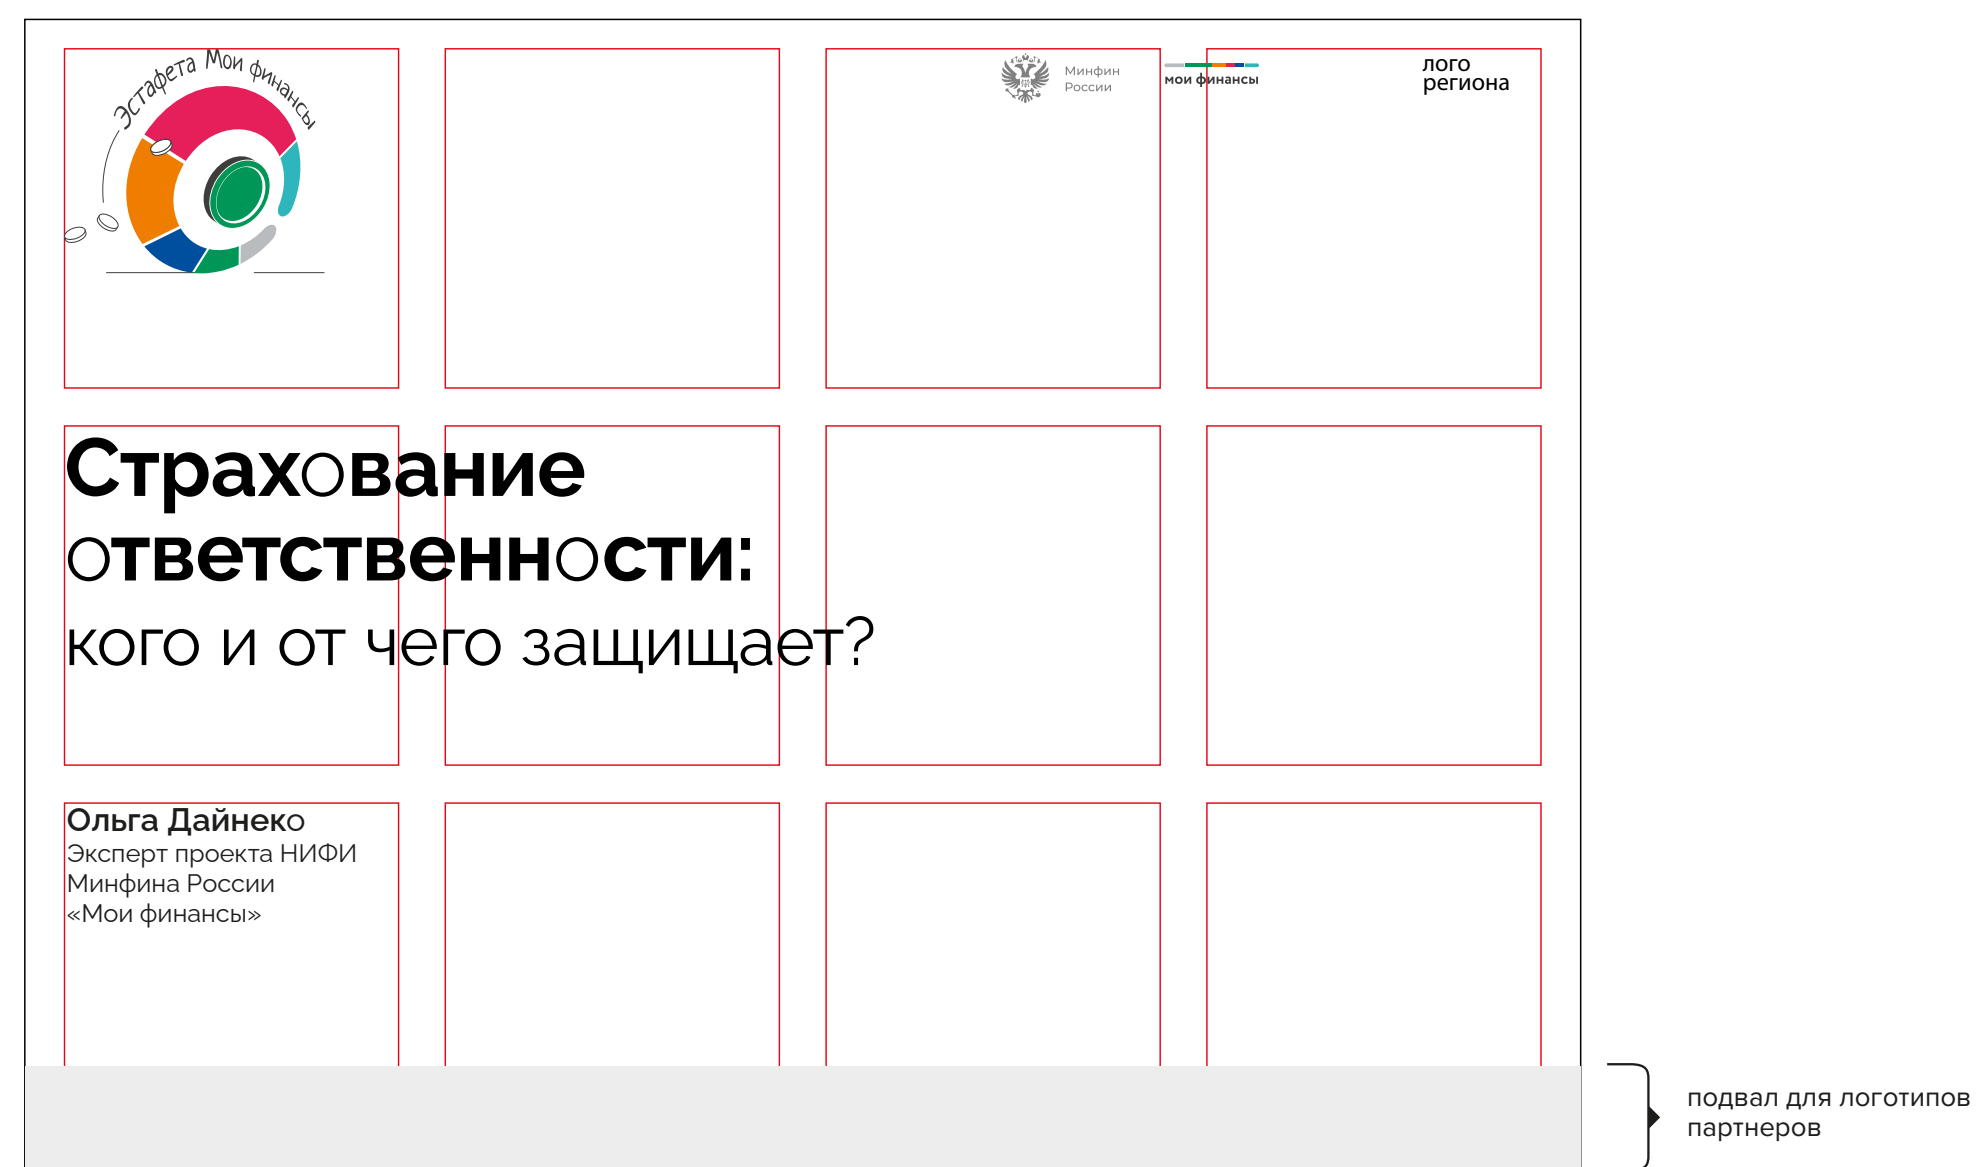 Эстафета Мои финансы
Минфин
России
мои финансы
лого
региона
Страхование
ответственности:
кого и от чего защищает?
Ольга Дайнеко
Эксперт проекта НИФИ
Минфина России
«Мои финансы»
подвал для логотипов
партнеров